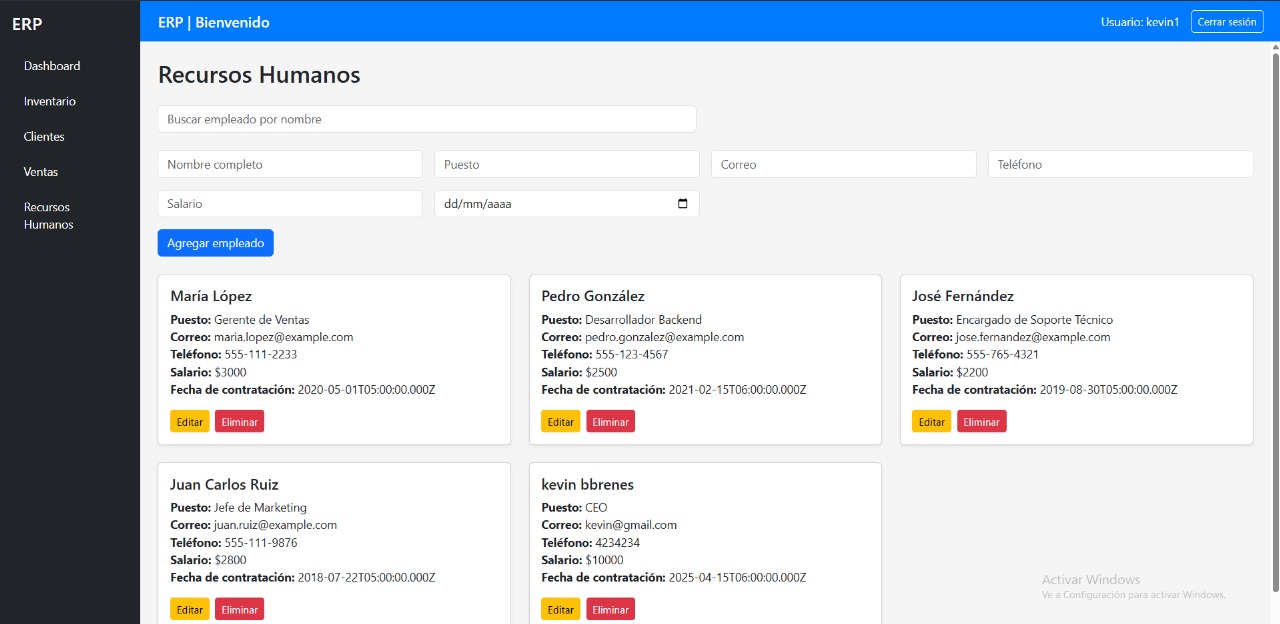 ERP
Dashboard
Inventario
Clientes
Ventas
Recursos
Humanos
ERP | Bienvenido
Usuario: kevin1
Cerrar sesión
Recursos Humanos
Buscar empleado por nombre
Nombre completo
Puesto
Correo
Teléfono
Salario
dd/mm/aaaa
Agregar empleado
María López
Puesto: Gerente de Ventas
Correo: maria.lopez@example.com
Teléfono: 555-111-2233
Salario: $3000
Fecha de contratación: 2020-05-01T05:00:00.000Z
Editar
Eliminar
Pedro González
Puesto: Desarrollador Backend
Correo: pedro.gonzalez@example.com
Teléfono: 555-123-4567
Salario: $2500
Fecha de contratación: 2021-02-15T06:00:00.000Z
Editar
Eliminar
José Fernández
Puesto: Encargado de Soporte Técnico
Correo: jose.fernandez@example.com
Teléfono: 555-765-4321
Salario: $2200
Fecha de contratación: 2019-08-30T05:00:00.000Z
Editar
Eliminar
Juan Carlos Ruiz
Puesto: Jefe de Marketing
Correo: juan.ruiz@example.com
Teléfono: 555-111-9876
Salario: $2800
Fecha de contratación: 2018-07-22T05:00:00.000Z
Editar
Eliminar
kevin bbrenes
Puesto: CEO
Correo: kevin@gmail.com
Teléfono: 4234234
Salario: $10000
Fecha de contratación: 2025-04-15T06:00:00.000Z
Editar
Eliminar
Activar Windows
Ve a Configuración para activar Windows.